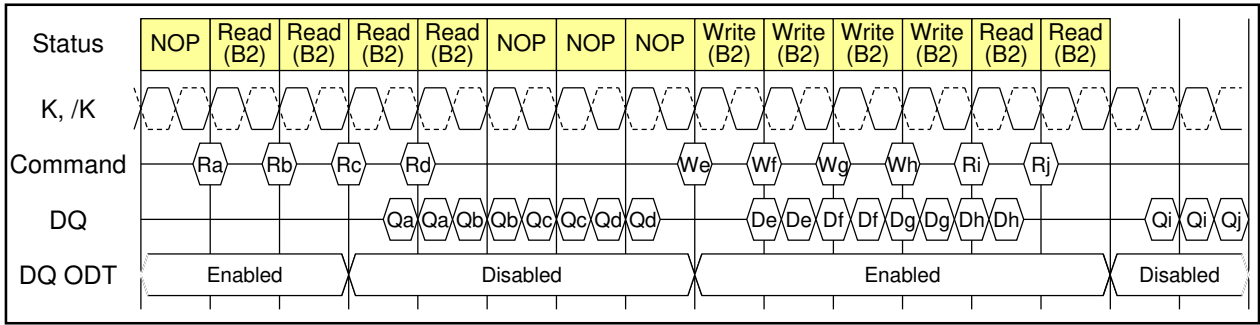 Status NOP Read (B2) Read (B2) Read (B2) Read (B2) NOP NOP NOP Write (B2) Write (B2) Write (B2) Write (B2) Read (B2) Read (B2)
K, /K
Command Ra Rb Rc Rd We Wf Wg Wh Ri Rj
DQ Qa Qa Qb Qb Qc Qc Qd Qd De De Df Df Dg Dg Dh Dh Qi Qi Qj
DQ ODT Enabled Disabled Enabled Disabled